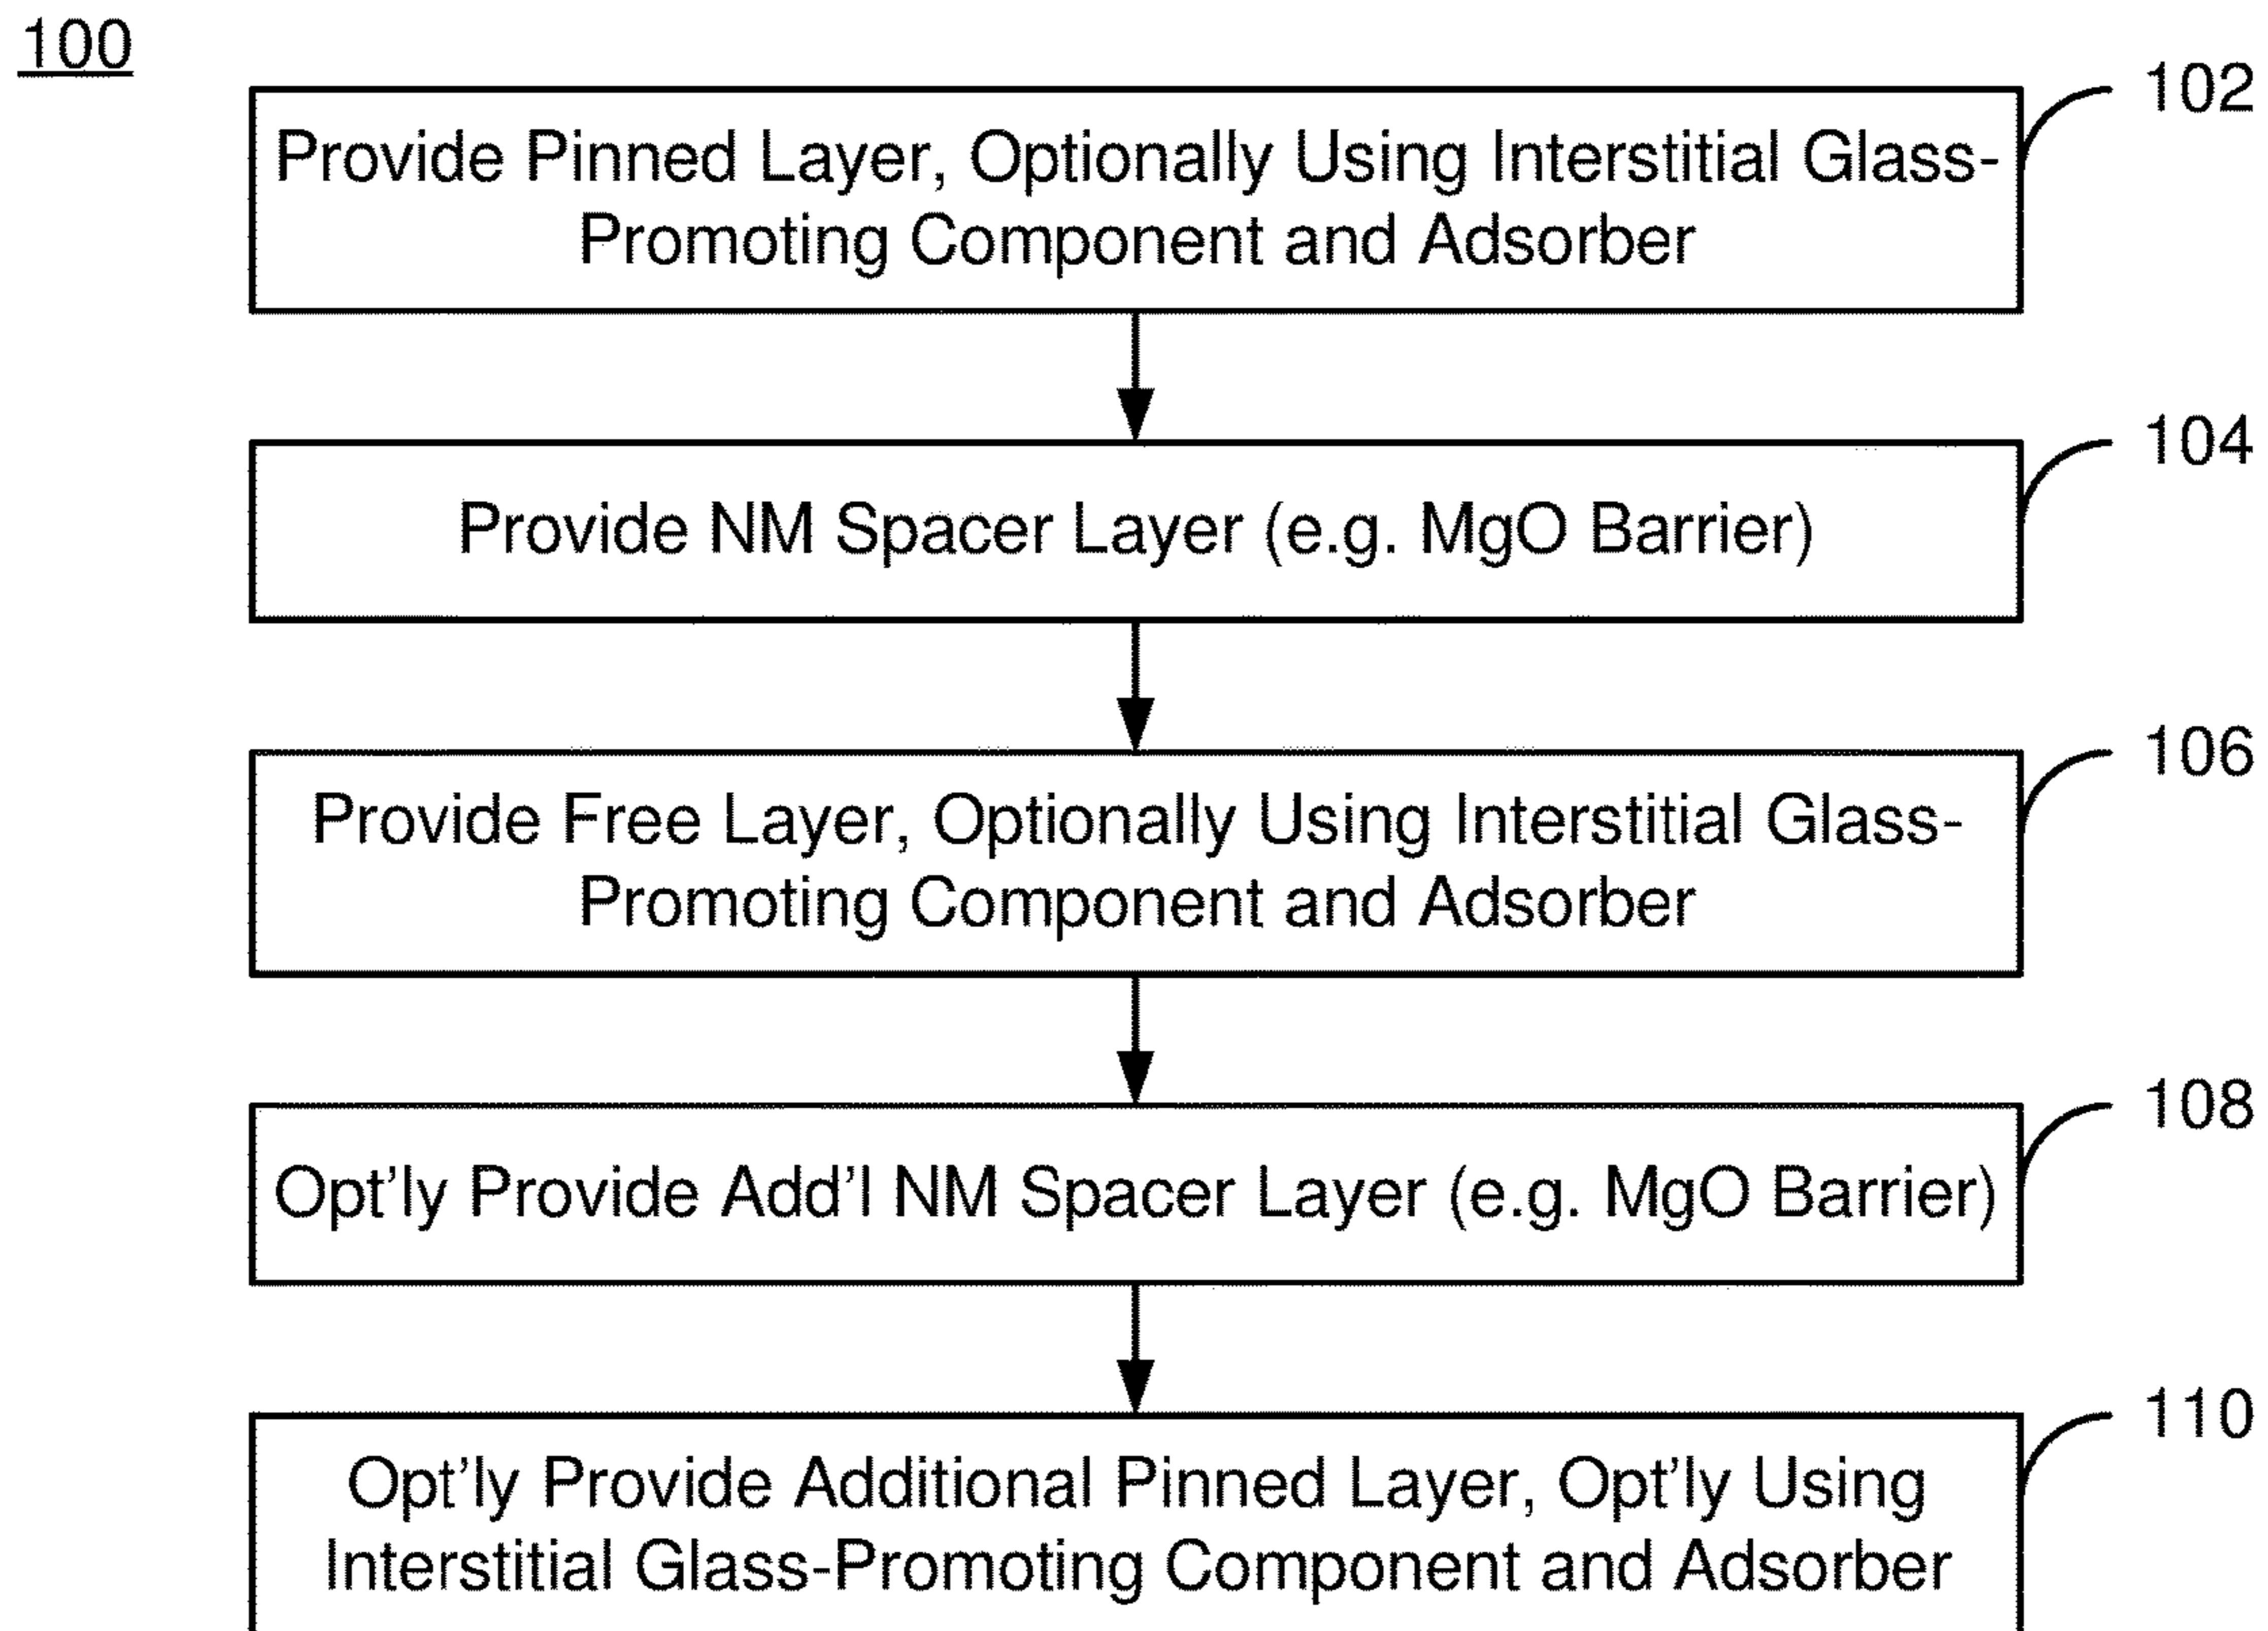 100
102
Provide Pinned Layer, Optionally Using Interstitial Glass-
Promoting Component and Adsorber
104
Provide NM Spacer Layer (e.g. MgO Barrier)
106
Provide Free Layer, Optionally Using Interstitial Glass-
Promoting Component and Adsorber
108
Opt'ly Provide Add'l NM Spacer Layer (e.g. MgO Barrier)
110
Opt'ly Provide Additional Pinned Layer, Opt'ly Using
Interstitial Glass-Promoting Component and Adsorber